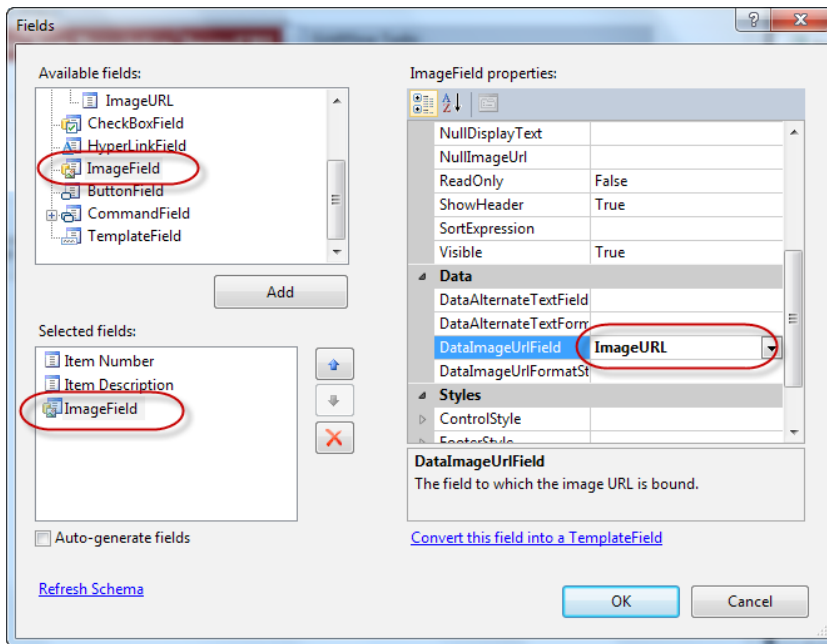 Fields
?
Available fields:
ImageURL
CheckBoxField
HyperLinkField
ImageField
ButtonField
CommandField
TemplateField
Add
Selected fields:
Item Number
Item Description
ImageField
Auto-generate fields
Refresh Schema
ImageField properties:
NullDisplayText
NullImageUrl
ReadOnly False
ShowHeader True
SortExpression
Visible True
Data
DataAlternateTextField
DataAlternateTextForm
DataImageUrlField ImageURL
DataImageUrlFormatSt
Styles
ControlStyle
FooterStyle
DataImageUrlField
The field to which the image URL is bound.
Convert this field into a TemplateField
OK
Cancel